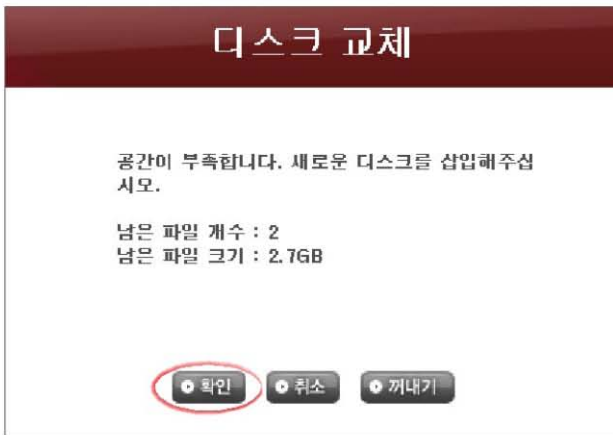 디스크 교체
공간이 부족합니다. 새로운 디스크를 삽입해주십
시오.
남은 파일 개수 : 2
남은 파일 크기 : 2.7GB
확인 취소 꺼내기